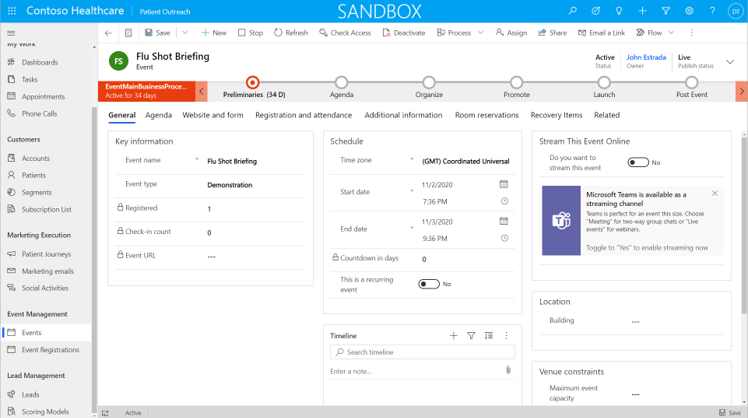 Contoso Healthcare
Patient Outreach
SANDBOX
?
DT
Save
New
Stop
Refresh
Check Access
Deactivate
Process
Assign
Share
Email a Link
Flow
My Work
Dashboards
Tasks
Appointments
Phone Calls
Customers
Accounts
Patients
Segments
Subscription List
Marketing Execution
Patient Journeys
Marketing emails
Social Activities
Event Management
Events
Event Registrations
Lead Management
Leads
Scoring Models
FS
Flu Shot Briefing
Event
Active
Status
John Estrada
Owner
Live
Publish status
EventMainBusinessProce...
Active for 34 days
Preliminaries (34 D)
Agenda
Organize
Promote
Launch
Post Event
General
Agenda
Website and form
Registration and attendance
Additional information
Room reservations
Recovery Items
Related
Key information
Event name * Flu Shot Briefing
Event type Demonstration
Registered 1
Check-in count 0
Event URL ---
Schedule
Time zone * (GMT) Coordinated Universal
Start date * 11/2/2020
7:36 PM
End date * 11/3/2020
9:36 PM
Countdown in days 0
This is a recurring
event
No
Timeline
Search timeline
Enter a note...
Stream This Event Online
Do you want to
stream this event
No
Microsoft Teams is available as a
streaming channel
Teams is perfect for an event this size. Choose
"Meeting" for two-way group chats or "Live
events" for webinars.
Toggle to "Yes" to enable streaming now
Location
Building ---
Venue constraints
Maximum event
capacity
---
Active
Save